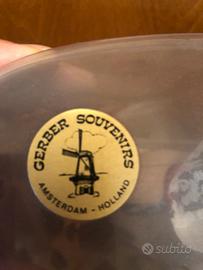 GERBER SOUVENIRS
AMSTERDAM - HOLLAND
subito